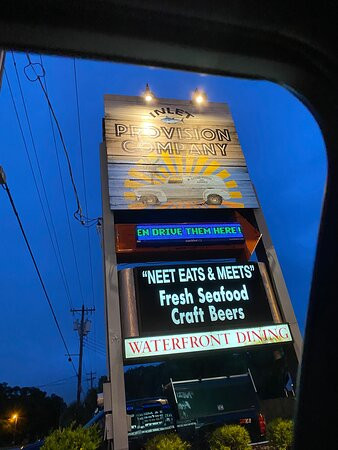 INLET
PROVISION
COMPANY
EN DRIVE THEM HERE!
"NEET EATS & MEETS"
Fresh Seafood
Craft Beers
WATERFRONT DINING